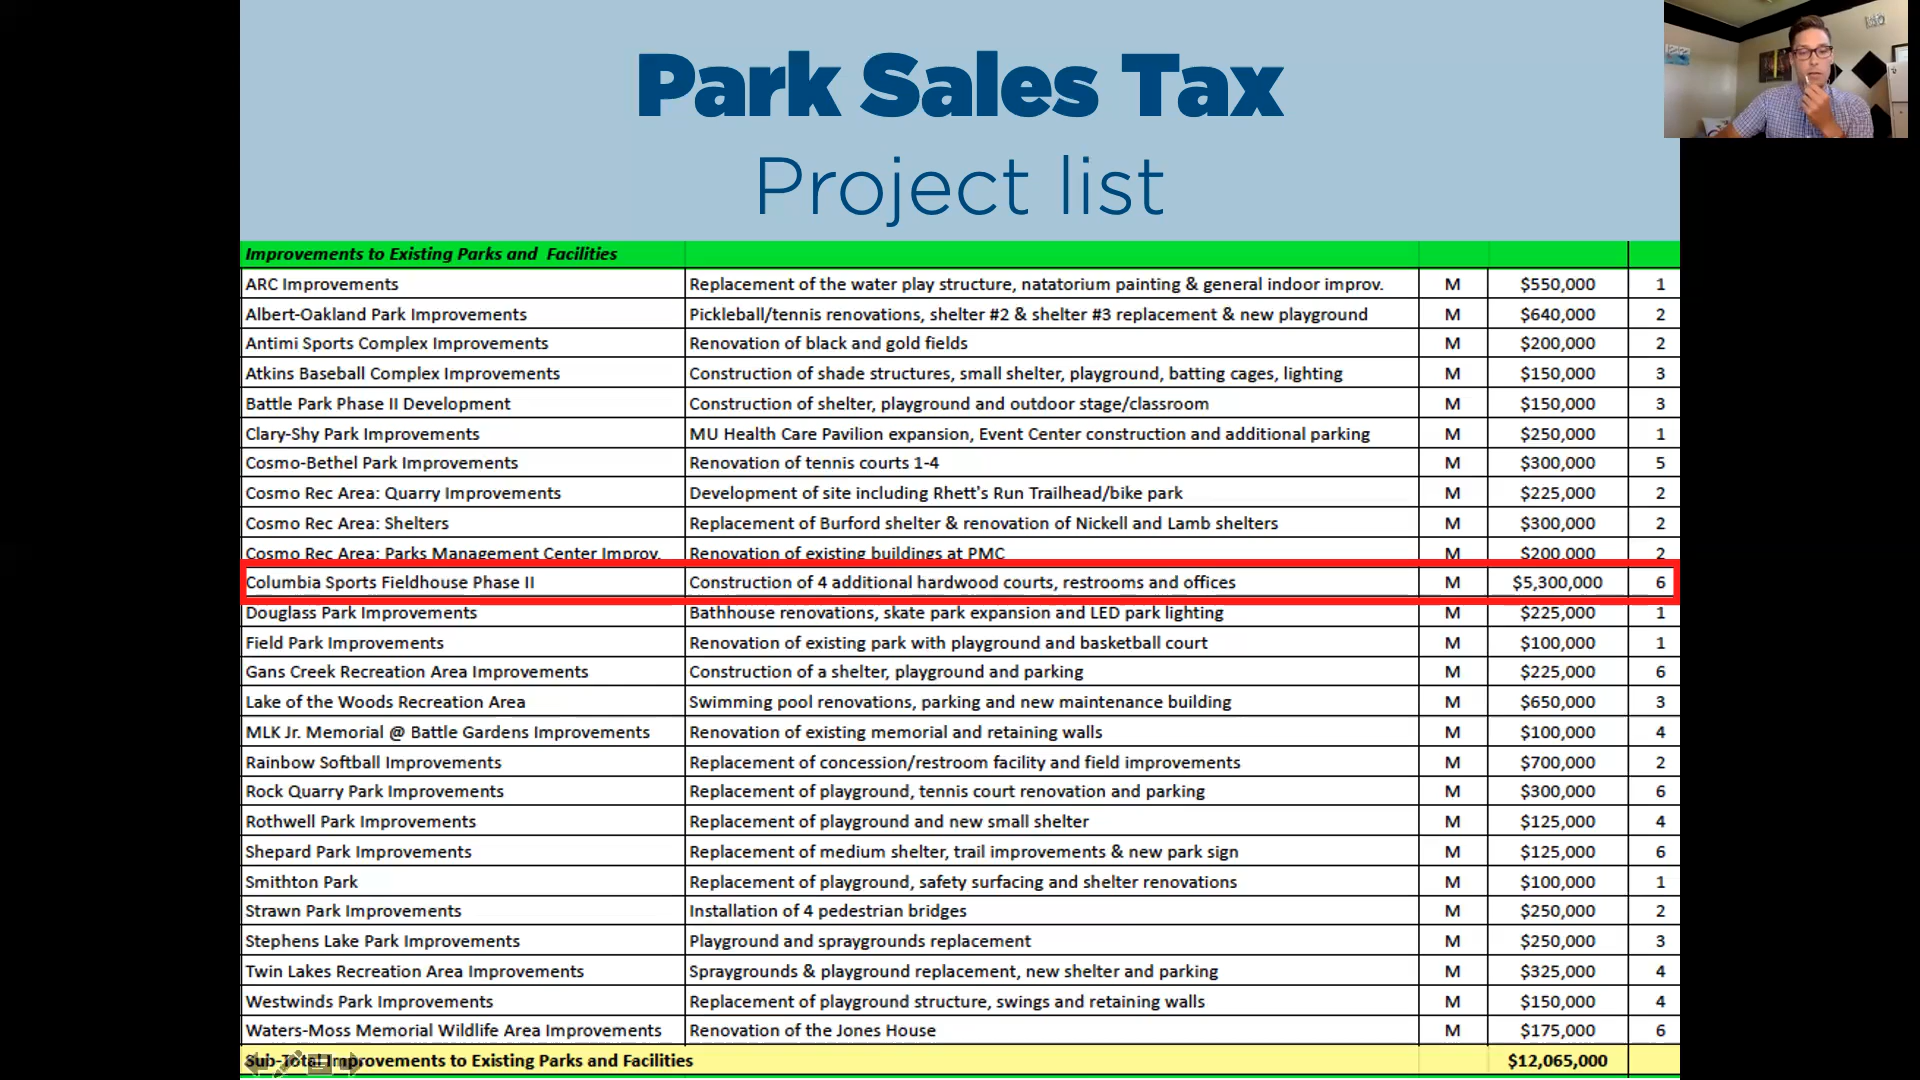 Park Sales Tax
Project list
Improvements to Existing Parks and Facilities
ARC Improvements Replacement of the water play structure, natatorium painting & general indoor improv. M $550,000 1
Albert-Oakland Park Improvements Pickleball/tennis renovations, shelter #2 & shelter #3 replacement & new playground M $640,000 2
Antimi Sports Complex Improvements Renovation of black and gold fields M $200,000 2
Atkins Baseball Complex Improvements Construction of shade structures, small shelter, playground, batting cages, lighting M $150,000 3
Battle Park Phase II Development Construction of shelter, playground and outdoor stage/classroom M $150,000 3
Clary-Shy Park Improvements MU Health Care Pavilion expansion, Event Center construction and additional parking M $250,000 1
Cosmo-Bethel Park Improvements Renovation of tennis courts 1-4 M $300,000 5
Cosmo Rec Area: Quarry Improvements Development of site including Rhett's Run Trailhead/bike park M $225,000 2
Cosmo Rec Area: Shelters Replacement of Burford shelter & renovation of Nickell and Lamb shelters M $300,000 2
Cosmo Rec Area: Parks Management Center Improv. Renovation of existing buildings at PMC M $200,000 2
Columbia Sports Fieldhouse Phase II Construction of 4 additional hardwood courts, restrooms and offices M $5,300,000 6
Douglass Park Improvements Bathhouse renovations, skate park expansion and LED park lighting M $225,000 1
Field Park Improvements Renovation of existing park with playground and basketball court M $100,000 1
Gans Creek Recreation Area Improvements Construction of a shelter, playground and parking M $225,000 6
Lake of the Woods Recreation Area Swimming pool renovations, parking and new maintenance building M $650,000 3
MLK Jr. Memorial @ Battle Gardens Improvements Renovation of existing memorial and retaining walls M $100,000 4
Rainbow Softball Improvements Replacement of concession/restroom facility and field improvements M $700,000 2
Rock Quarry Park Improvements Replacement of playground, tennis court renovation and parking M $300,000 6
Rothwell Park Improvements Replacement of playground and new small shelter M $125,000 4
Shepard Park Improvements Replacement of medium shelter, trail improvements & new park sign M $125,000 6
Smithton Park Replacement of playground, safety surfacing and shelter renovations M $100,000 1
Strawn Park Improvements Installation of 4 pedestrian bridges M $250,000 2
Stephens Lake Park Improvements Playground and spraygrounds replacement M $250,000 3
Twin Lakes Recreation Area Improvements Spraygrounds & playground replacement, new shelter and parking M $325,000 4
Westwinds Park Improvements Replacement of playground structure, swings and retaining walls M $150,000 4
Waters-Moss Memorial Wildlife Area Improvements Renovation of the Jones House M $175,000 6
Sub-Total Improvements to Existing Parks and Facilities $12,065,000